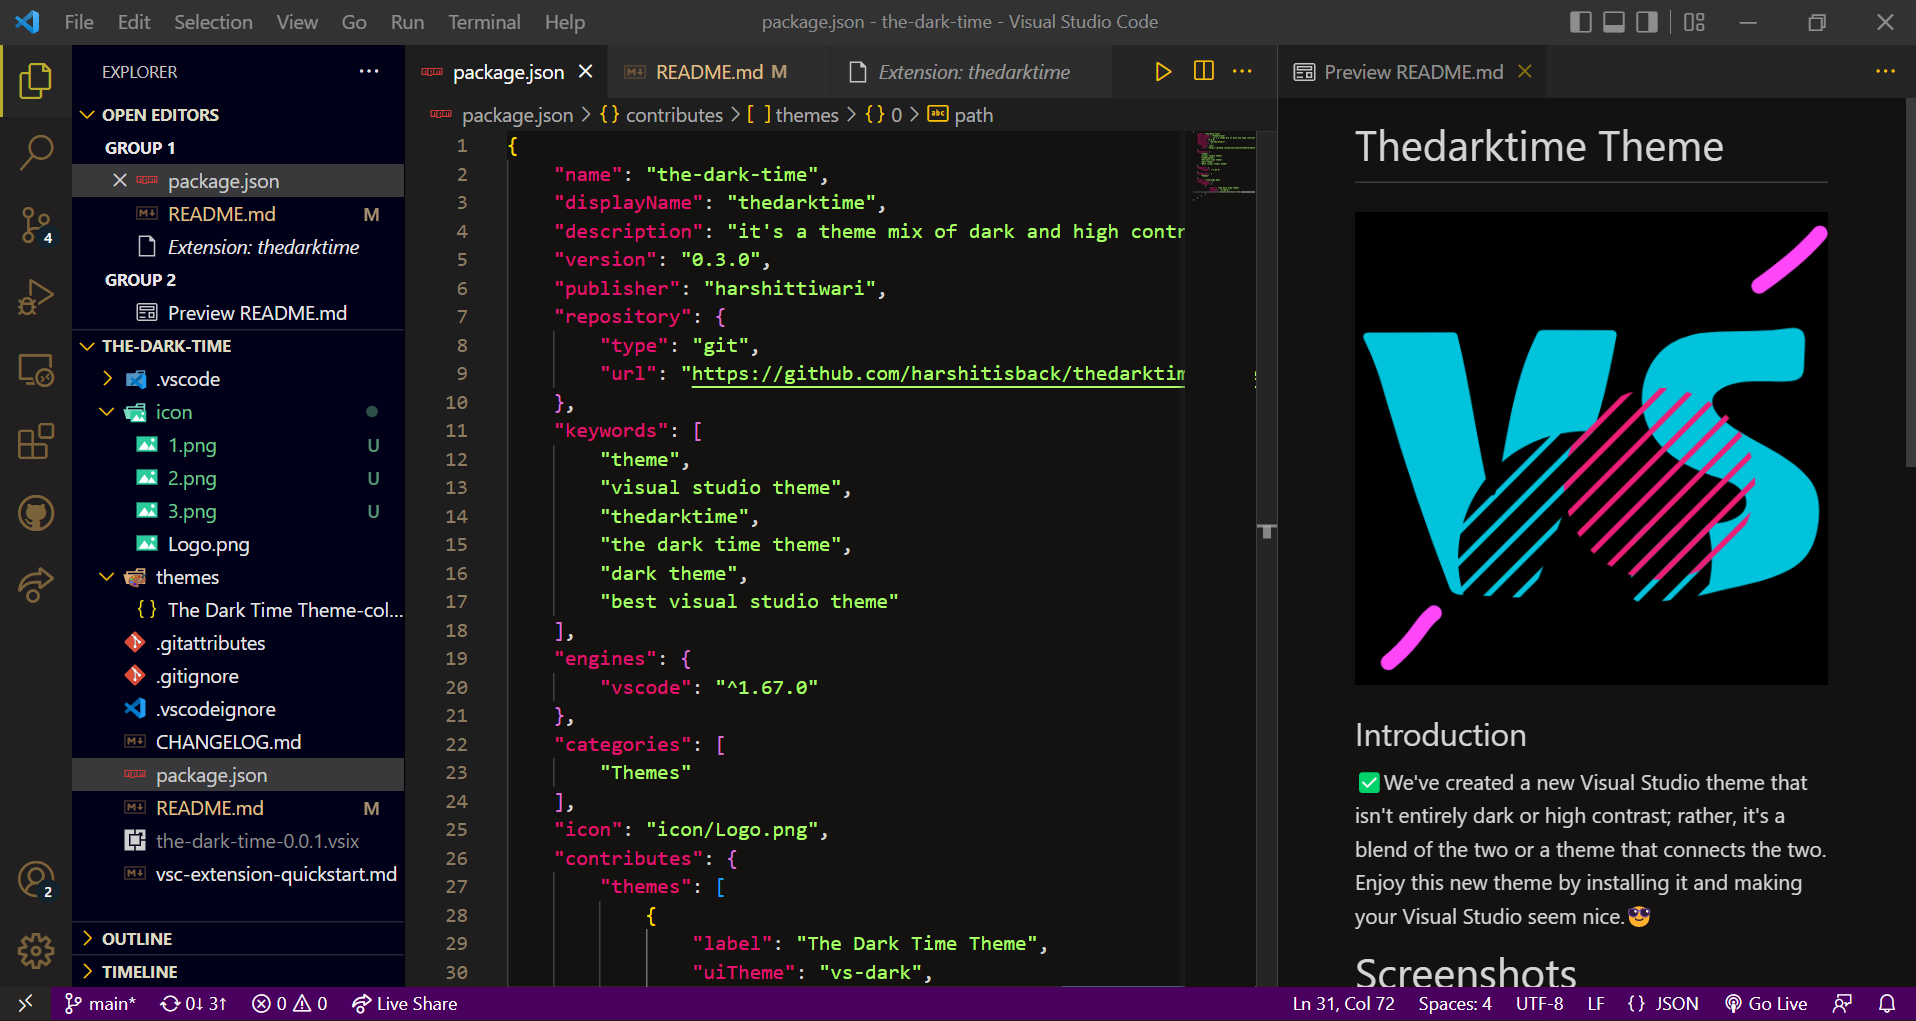 File Edit Selection View Go Run Terminal Help
package.json - the-dark-time - Visual Studio Code
EXPLORER
OPEN EDITORS
GROUP 1
package.json
README.md M
Extension: thedarktime
GROUP 2
Preview README.md
THE-DARK-TIME
.vscode
icon
1.png U
2.png U
3.png U
Logo.png
themes
{ } The Dark Time Theme-col...
.gitattributes
.gitignore
.vscodeignore
CHANGELOG.md
package.json
README.md M
the-dark-time-0.0.1.vsix
vsc-extension-quickstart.md
OUTLINE
TIMELINE
4
2
package.json
README.md M
Extension: thedarktime
package.json > {} contributes > [ ] themes > {} 0 > abc path
1 {
2 "name": "the-dark-time",
3 "displayName": "thedarktime",
4 "description": "it's a theme mix of dark and high contr
5 "version": "0.3.0",
6 "publisher": "harshittiwari",
7 "repository": {
8 "type": "git",
9 "url": "https://github.com/harshitisback/thedarktim
10 },
11 "keywords": [
12 "theme",
13 "visual studio theme",
14 "thedarktime",
15 "the dark time theme",
16 "dark theme",
17 "best visual studio theme"
18 ],
19 "engines": {
20 "vscode": "^1.67.0"
21 },
22 "categories": [
23 "Themes"
24 ],
25 "icon": "icon/Logo.png",
26 "contributes": {
27 "themes": [
28 {
29 "label": "The Dark Time Theme",
30 "uiTheme": "vs-dark",
Preview README.md
Thedarktime Theme
VS
Introduction
✅We've created a new Visual Studio theme that
isn't entirely dark or high contrast; rather, it's a
blend of the two or a theme that connects the two.
Enjoy this new theme by installing it and making
your Visual Studio seem nice.😎
Screenshots
main* 0↓ 3↑ 0 0 Live Share
Ln 31, Col 72 Spaces: 4 UTF-8 LF {} JSON Go Live